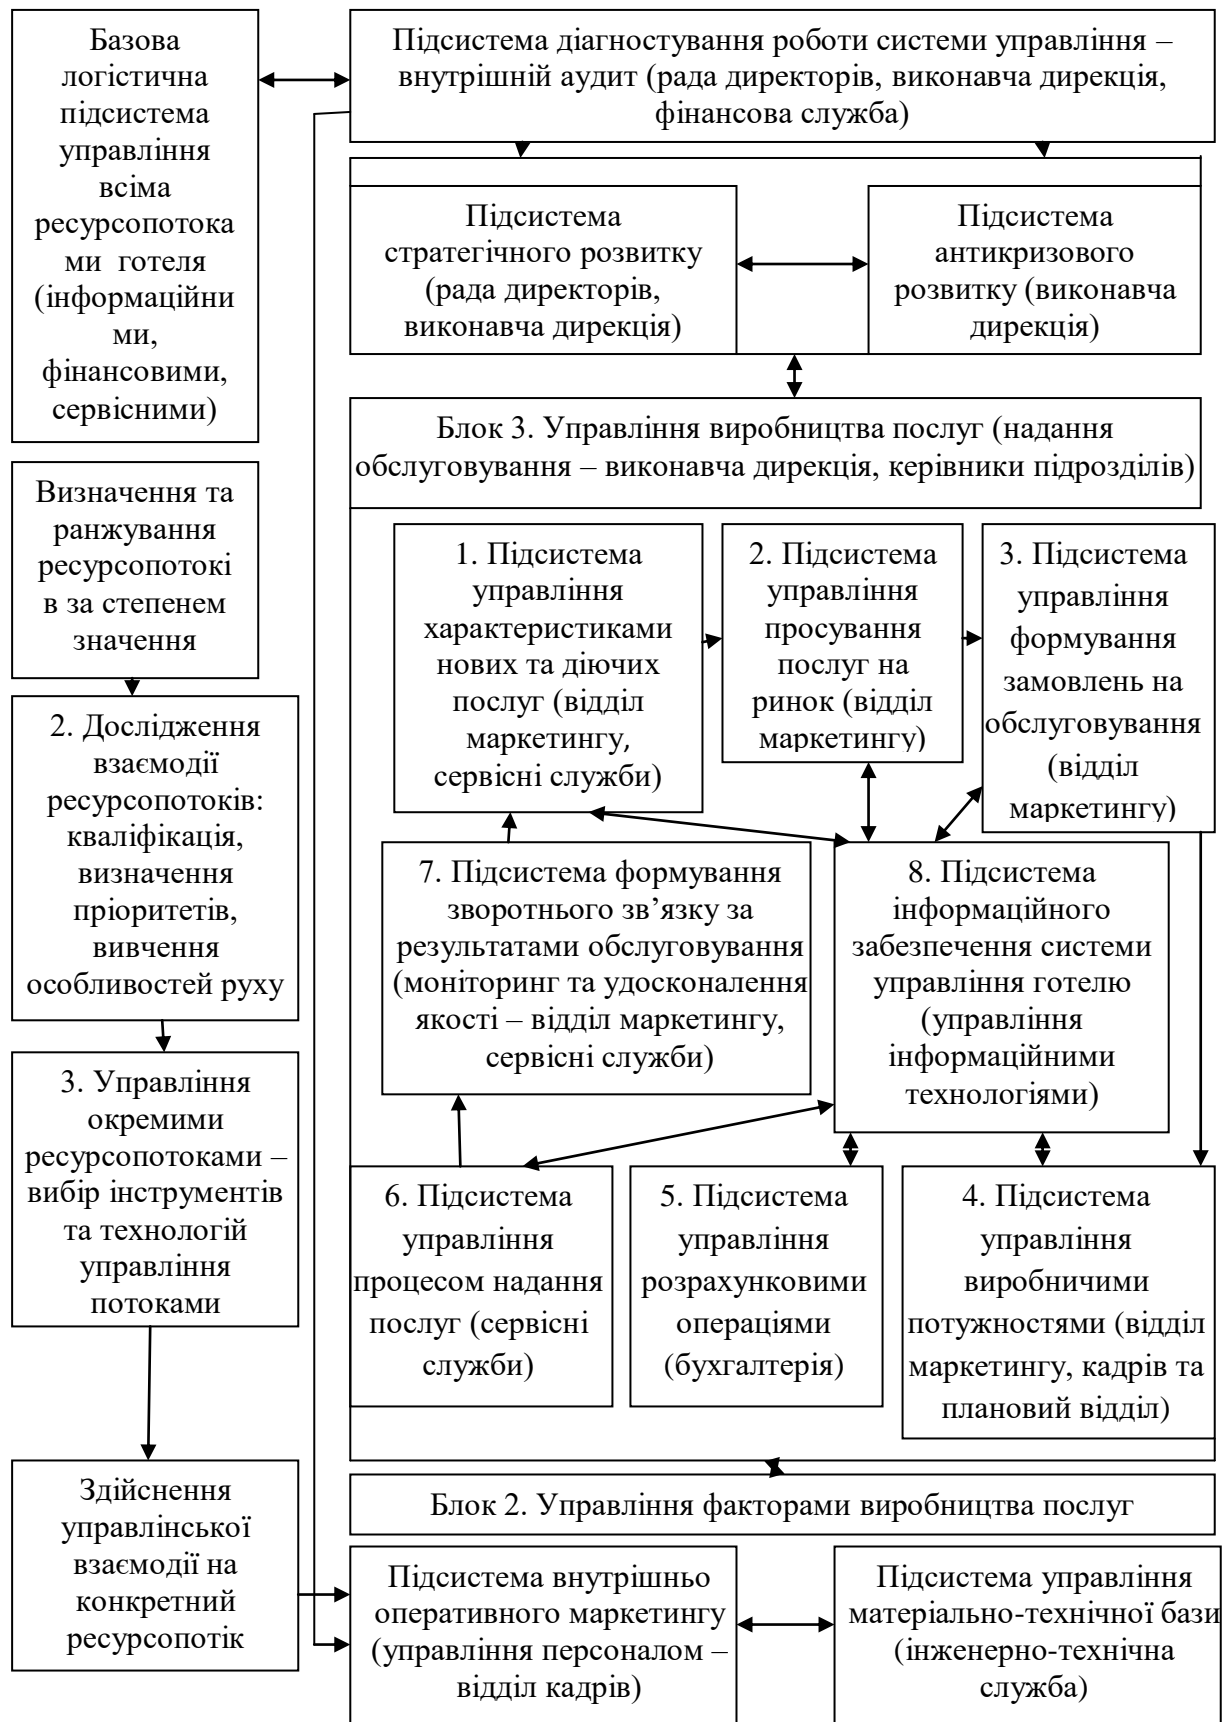 Базова
логістична
підсистема
управління
всіма
ресурсопотока
ми готеля
(інформаційни
ми,
фінансовими,
сервісними)
Підсистема діагностування роботи системи управління –
внутрішній аудит (рада директорів, виконавча дирекція,
фінансова служба)
Підсистема
стратегічного розвитку
(рада директорів,
виконавча дирекція)
Підсистема
антикризового
розвитку (виконавча
дирекція)
Блок 3. Управління виробництва послуг (надання
обслуговування – виконавча дирекція, керівники підрозділів)
Визначення та
ранжування
ресурсопотокі
в за степенем
значення
2. Дослідження
взаємодії
ресурсопотоків:
кваліфікація,
визначення
пріоритетів,
вивчення
особливостей руху
3. Управління
окремими
ресурсопотоками –
вибір інструментів
та технологій
управління
потоками
Здійснення
управлінської
взаємодії на
конкретний
ресурсопотік
1. Підсистема
управління
характеристиками
нових та діючих
послуг (відділ
маркетингу,
сервісні служби)
2. Підсистема
управління
просування
послуг на
ринок (відділ
маркетингу)
3. Підсистема
управління
формування
замовлень на
обслуговування
(відділ
маркетингу)
7. Підсистема формування
зворотнього зв’язку за
результатами обслуговування
(моніторинг та удосконалення
якості – відділ маркетингу,
сервісні служби)
8. Підсистема
інформаційного
забезпечення системи
управління готелю
(управління
інформаційними
технологіями)
6. Підсистема
управління
процесом надання
послуг (сервісні
служби)
5. Підсистема
управління
розрахунковими
операціями
(бухгалтерія)
4. Підсистема
управління
виробничими
потужностями (відділ
маркетингу, кадрів та
плановий відділ)
Блок 2. Управління факторами виробництва послуг
Підсистема внутрішньо
оперативного маркетингу
(управління персоналом –
відділ кадрів)
Підсистема управління
матеріально-технічної бази
(інженерно-технічна
служба)